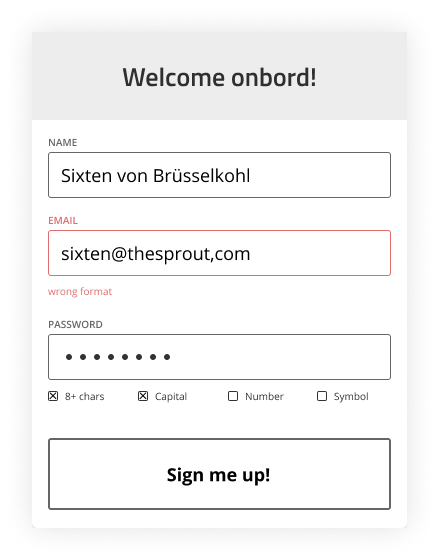 Welcome onbord!
NAME
Sixten von Brüsselkohl
EMAIL
sixten@thesprout,com
wrong format
PASSWORD
••••••••
8+ chars Capital Number Symbol
Sign me up!